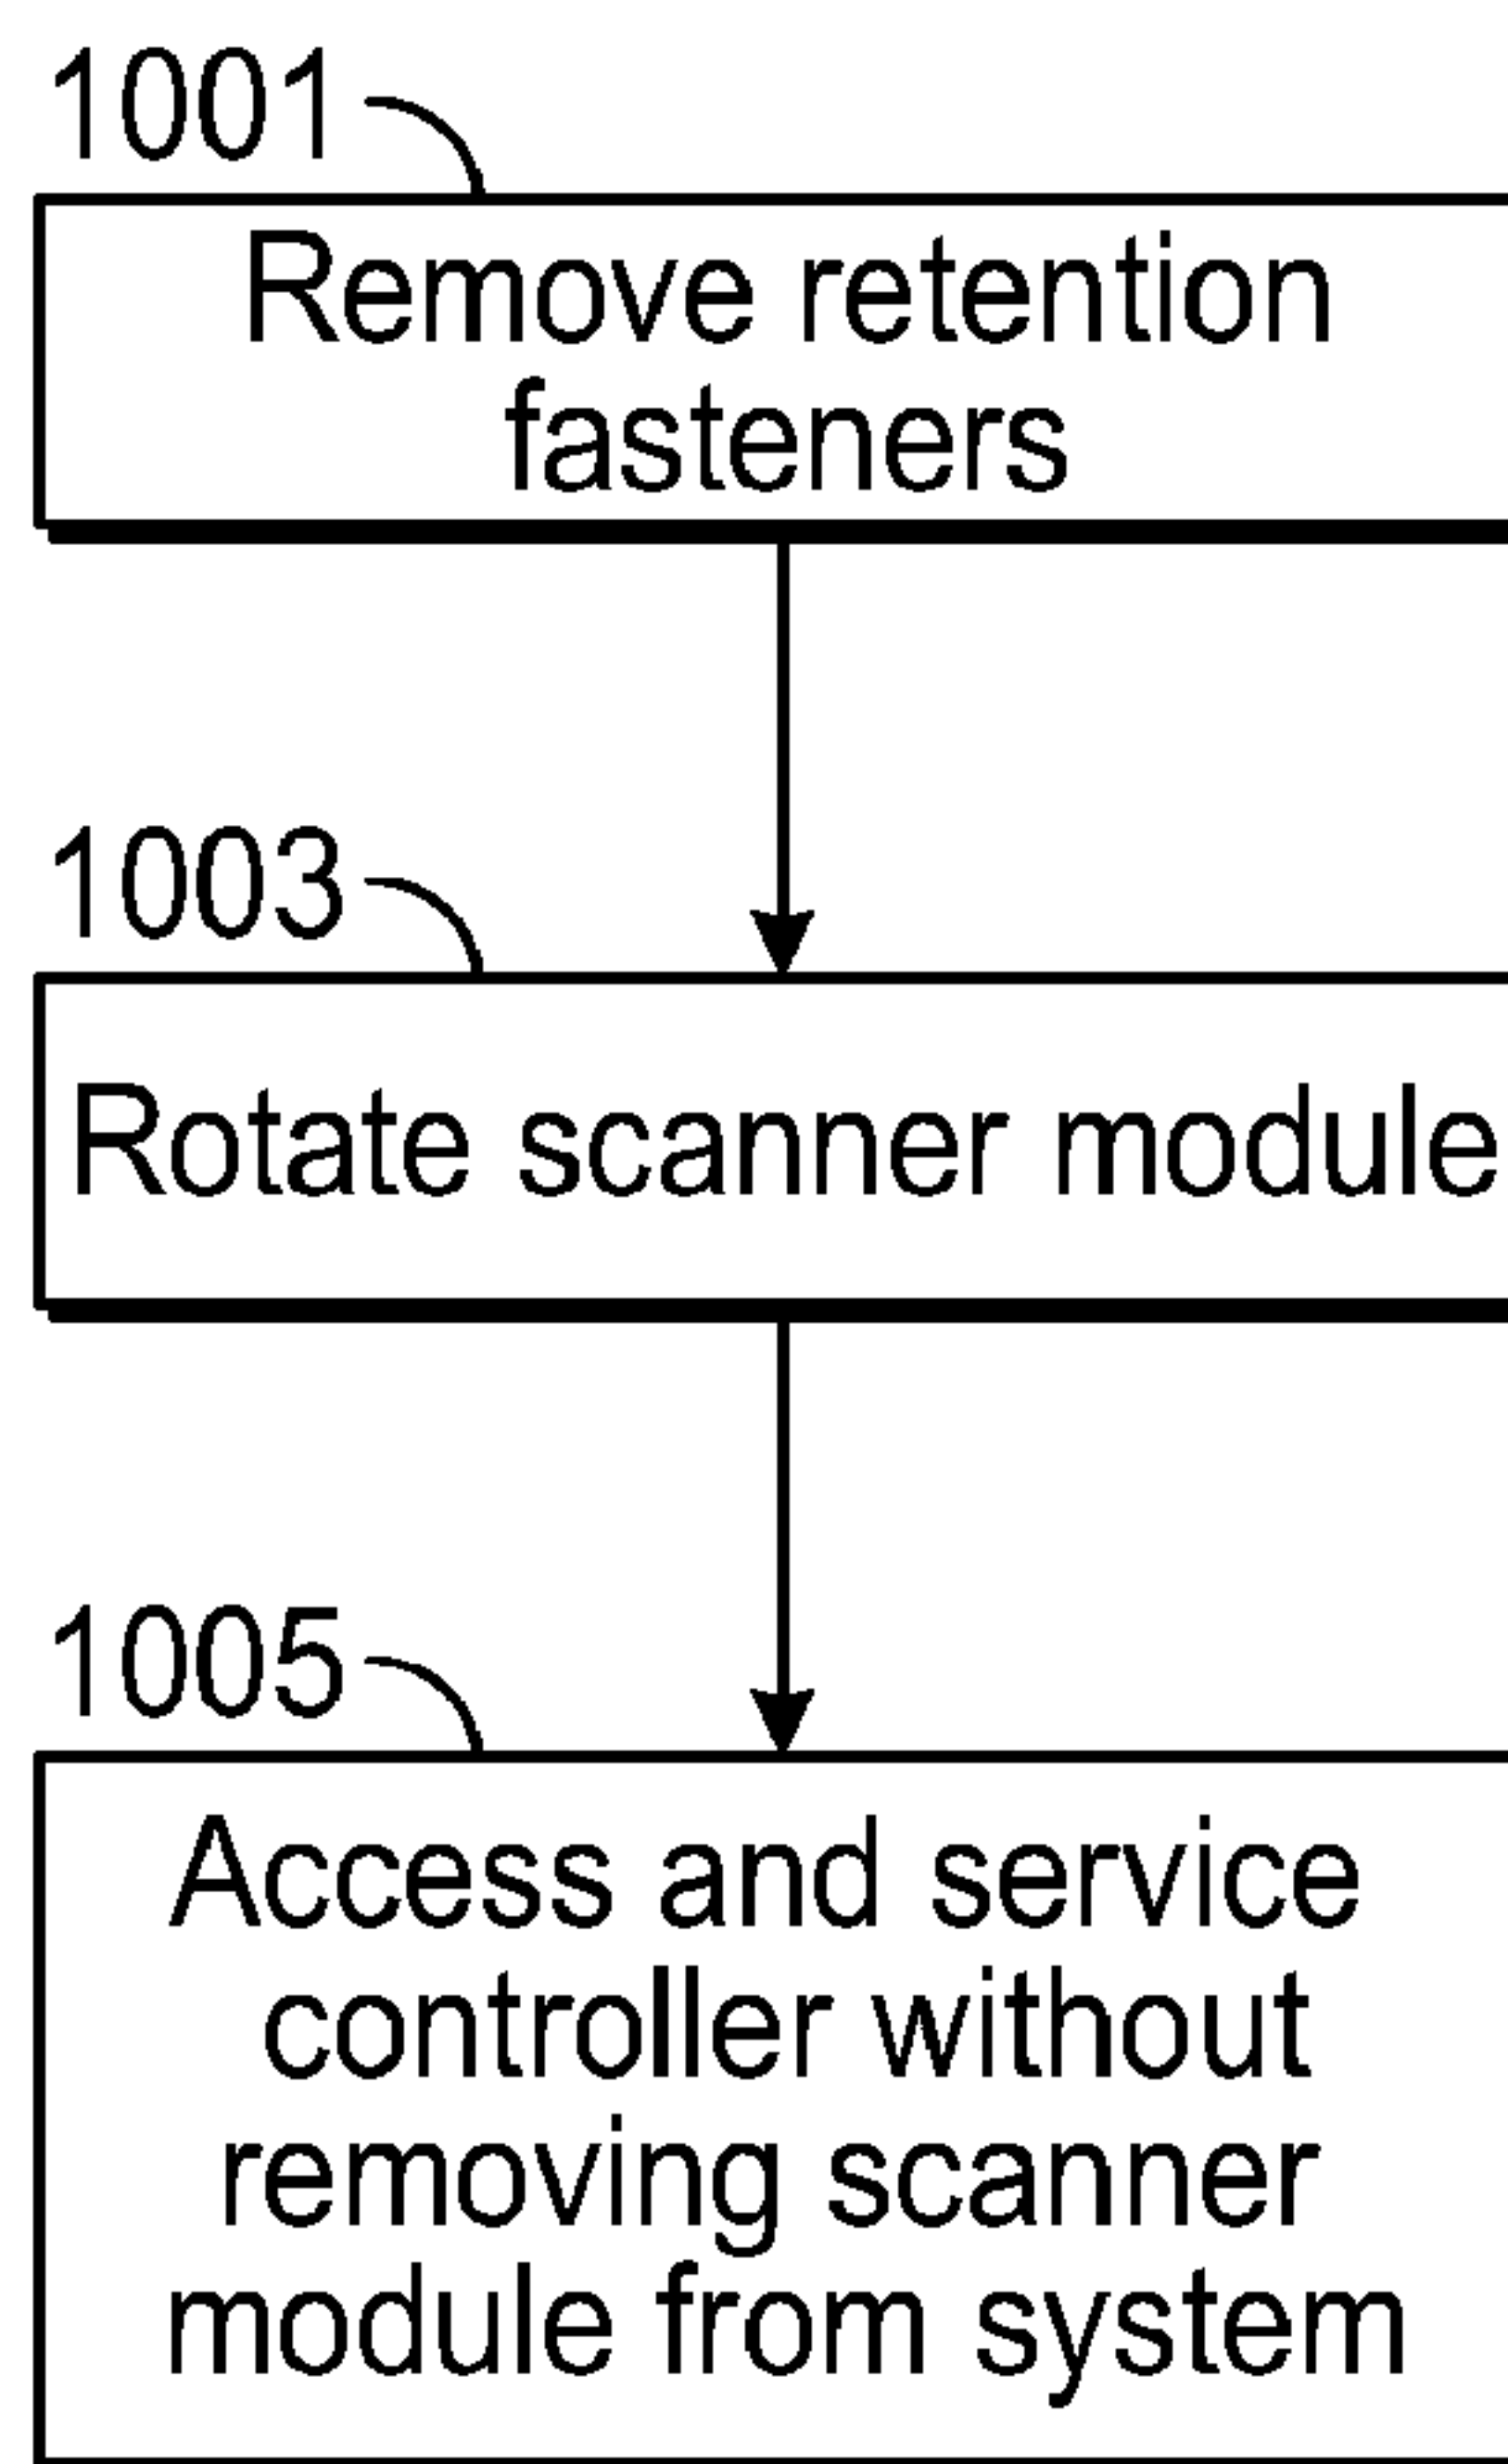 1001
Remove retention
fasteners
1003
Rotate scanner module
1005
Access and service
controller without
removing scanner
module from system